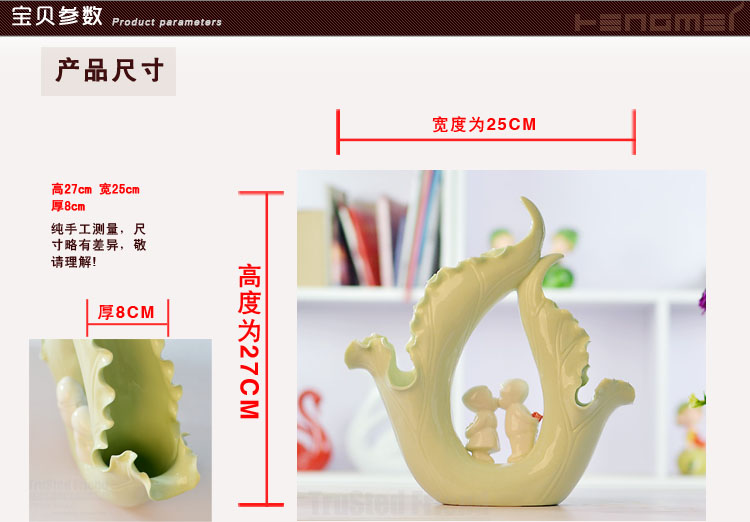 宝贝参数 Product parameters HENGMEI
产品尺寸
宽度为25CM
高27cm 宽25cm
厚8cm
纯手工测量，尺
寸略有差异，敬
请理解!
厚8CM
高度为27CM
TruSted Friend